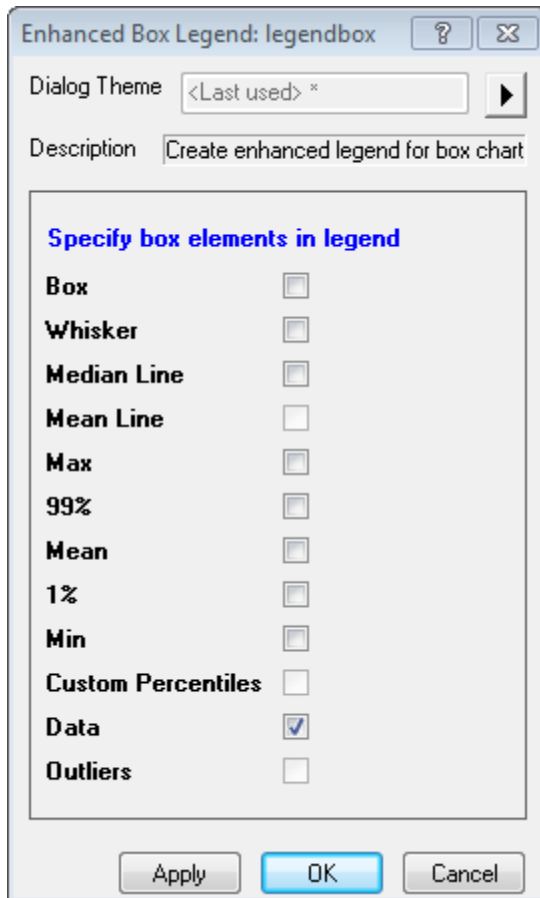 Enhanced Box Legend: legendbox
Dialog Theme <Last used> *
Description Create enhanced legend for box chart
Specify box elements in legend
Box
Whisker
Median Line
Mean Line
Max
99%
Mean
1%
Min
Custom Percentiles
Data
Outliers
Apply OK Cancel